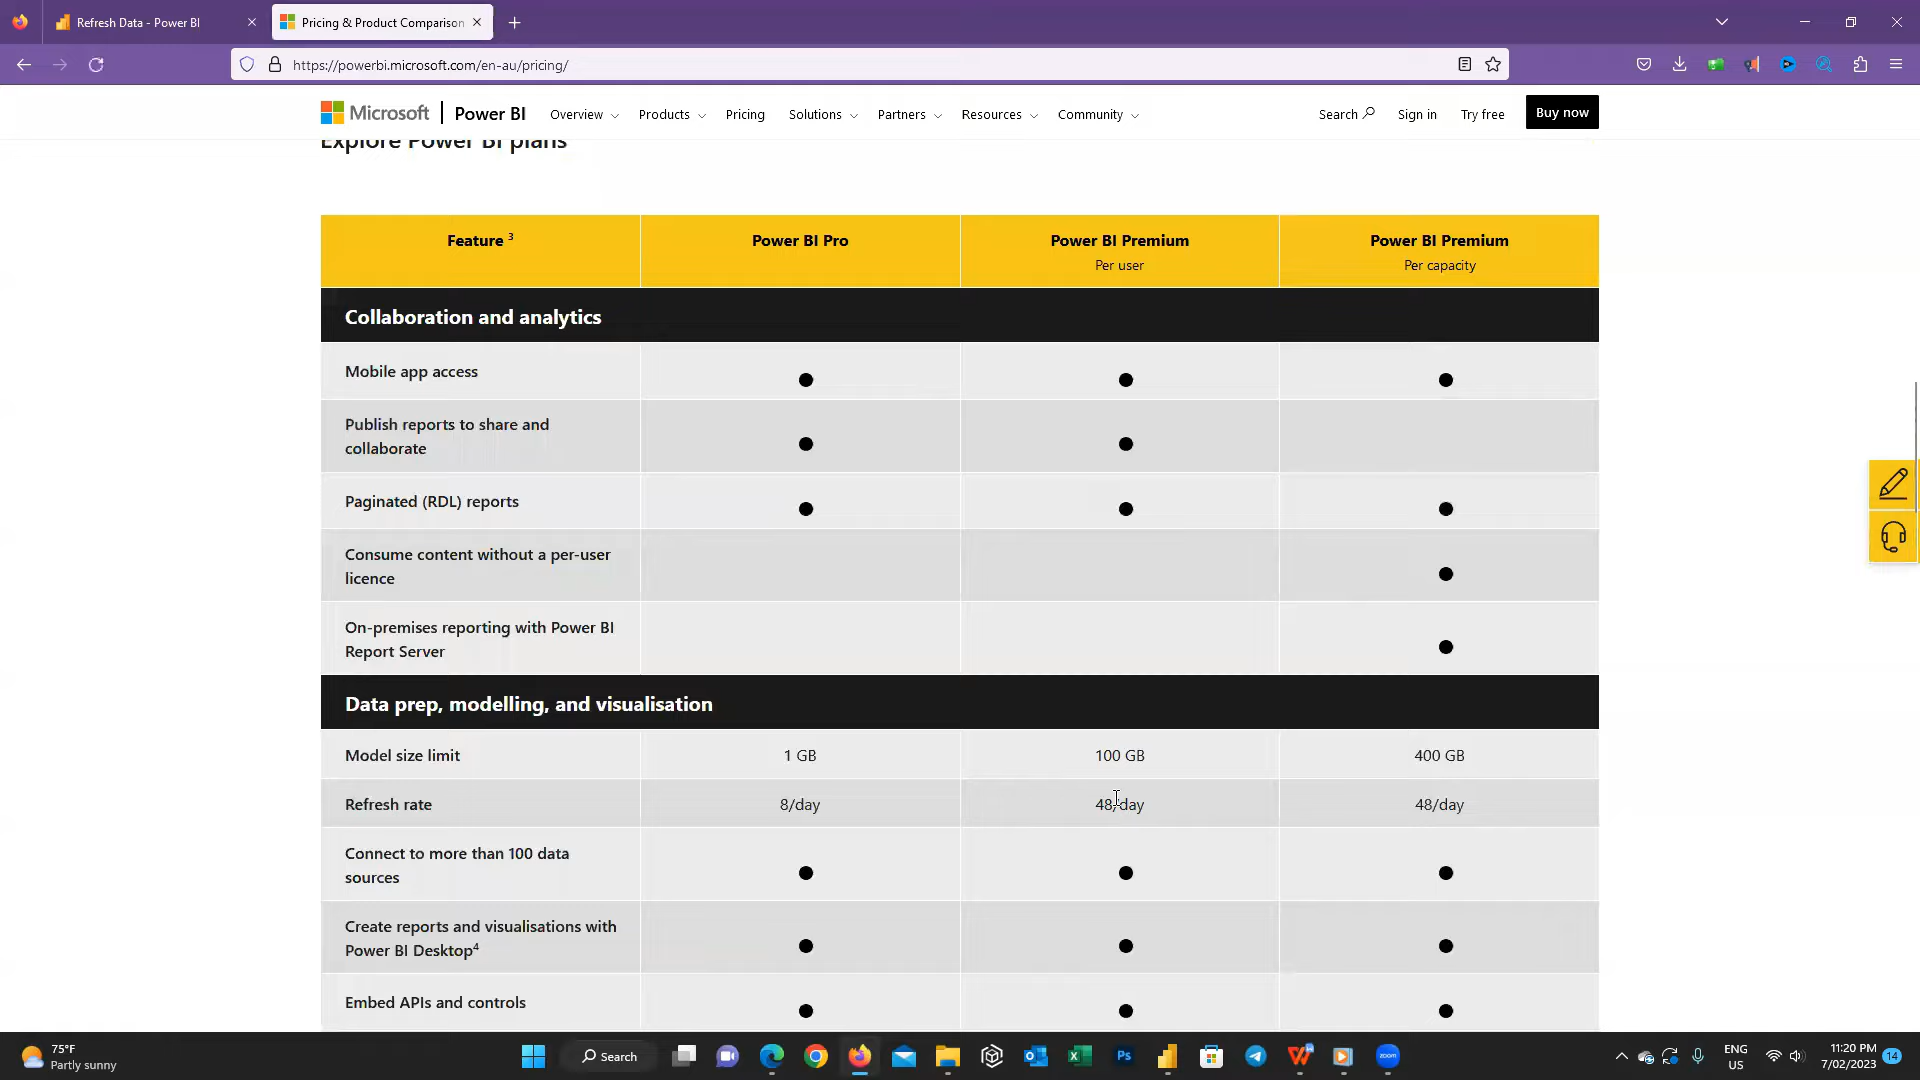 Refresh Data - Power BI
Pricing & Product Comparison
https://powerbi.microsoft.com/en-au/pricing/
Microsoft
Power BI
Overview
Products
Pricing
Solutions
Partners
Resources
Community
Search
Sign in
Try free
Buy now
Explore Power BI plans
Feature 3
Power BI Pro
Power BI Premium
Per user
Power BI Premium
Per capacity
Collaboration and analytics
Mobile app access
Publish reports to share and
collaborate
Paginated (RDL) reports
Consume content without a per-user
licence
On-premises reporting with Power BI
Report Server
Data prep, modelling, and visualisation
Model size limit
1 GB
100 GB
400 GB
Refresh rate
8/day
48/day
48/day
Connect to more than 100 data
sources
Create reports and visualisations with
Power BI Desktop4
Embed APIs and controls
75°F
Partly sunny
Search
Ps
zoom
ENG
US
11:20 PM
7/02/2023
14